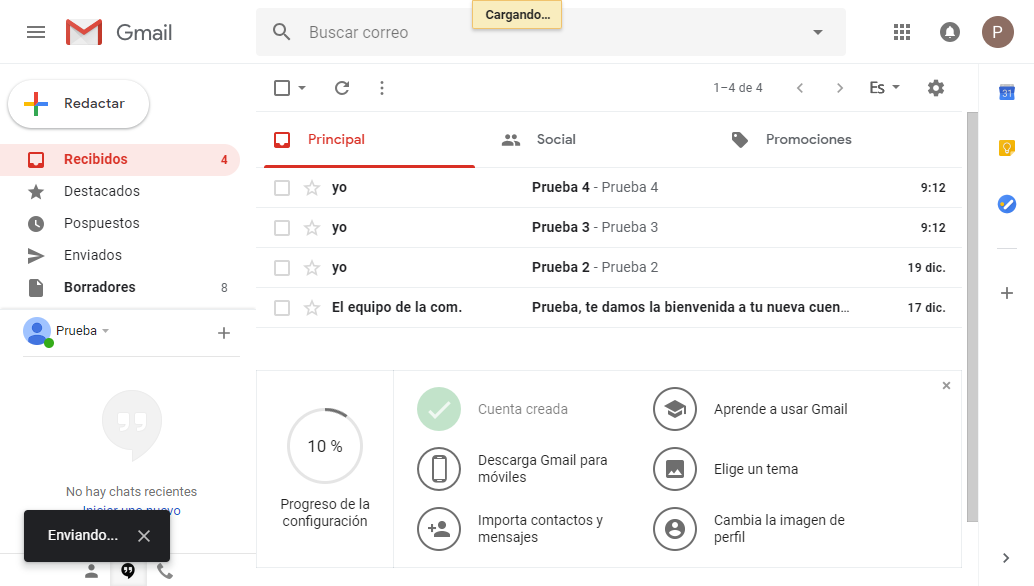 Cargando...
Gmail
Buscar correo
P
Redactar
1–4 de 4
Es
31
Principal
Social
Promociones
Recibidos 4
Destacados
Pospuestos
Enviados
Borradores 8
yo Prueba 4 - Prueba 4 9:12
yo Prueba 3 - Prueba 3 9:12
yo Prueba 2 - Prueba 2 19 dic.
El equipo de la com. Prueba, te damos la bienvenida a tu nueva cuen... 17 dic.
Prueba
No hay chats recientes
Iniciar uno nuevo
Enviando...
10 %
Progreso de la
configuración
Cuenta creada
Aprende a usar Gmail
Descarga Gmail para
móviles
Elige un tema
Importa contactos y
mensajes
Cambia la imagen de
perfil